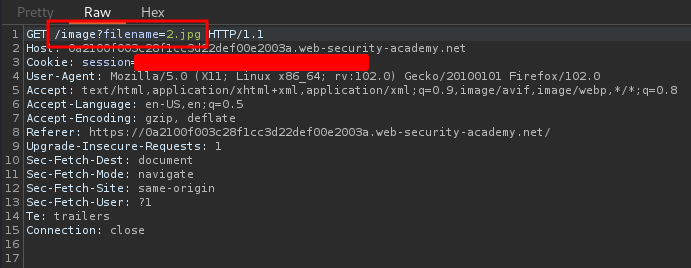 Pretty Raw Hex
1 GET /image?filename=2.jpg HTTP/1.1
2 Host: 0a2100f003c28f1cc3d22def00e2003a.web-security-academy.net
3 Cookie: session=
4 User-Agent: Mozilla/5.0 (X11; Linux x86_64; rv:102.0) Gecko/20100101 Firefox/102.0
5 Accept: text/html,application/xhtml+xml,application/xml;q=0.9,image/avif,image/webp,*/*;q=0.8
6 Accept-Language: en-US,en;q=0.5
7 Accept-Encoding: gzip, deflate
8 Referer: https://0a2100f003c28f1cc3d22def00e2003a.web-security-academy.net/
9 Upgrade-Insecure-Requests: 1
10 Sec-Fetch-Dest: document
11 Sec-Fetch-Mode: navigate
12 Sec-Fetch-Site: same-origin
13 Sec-Fetch-User: ?1
14 Te: trailers
15 Connection: close
16
17